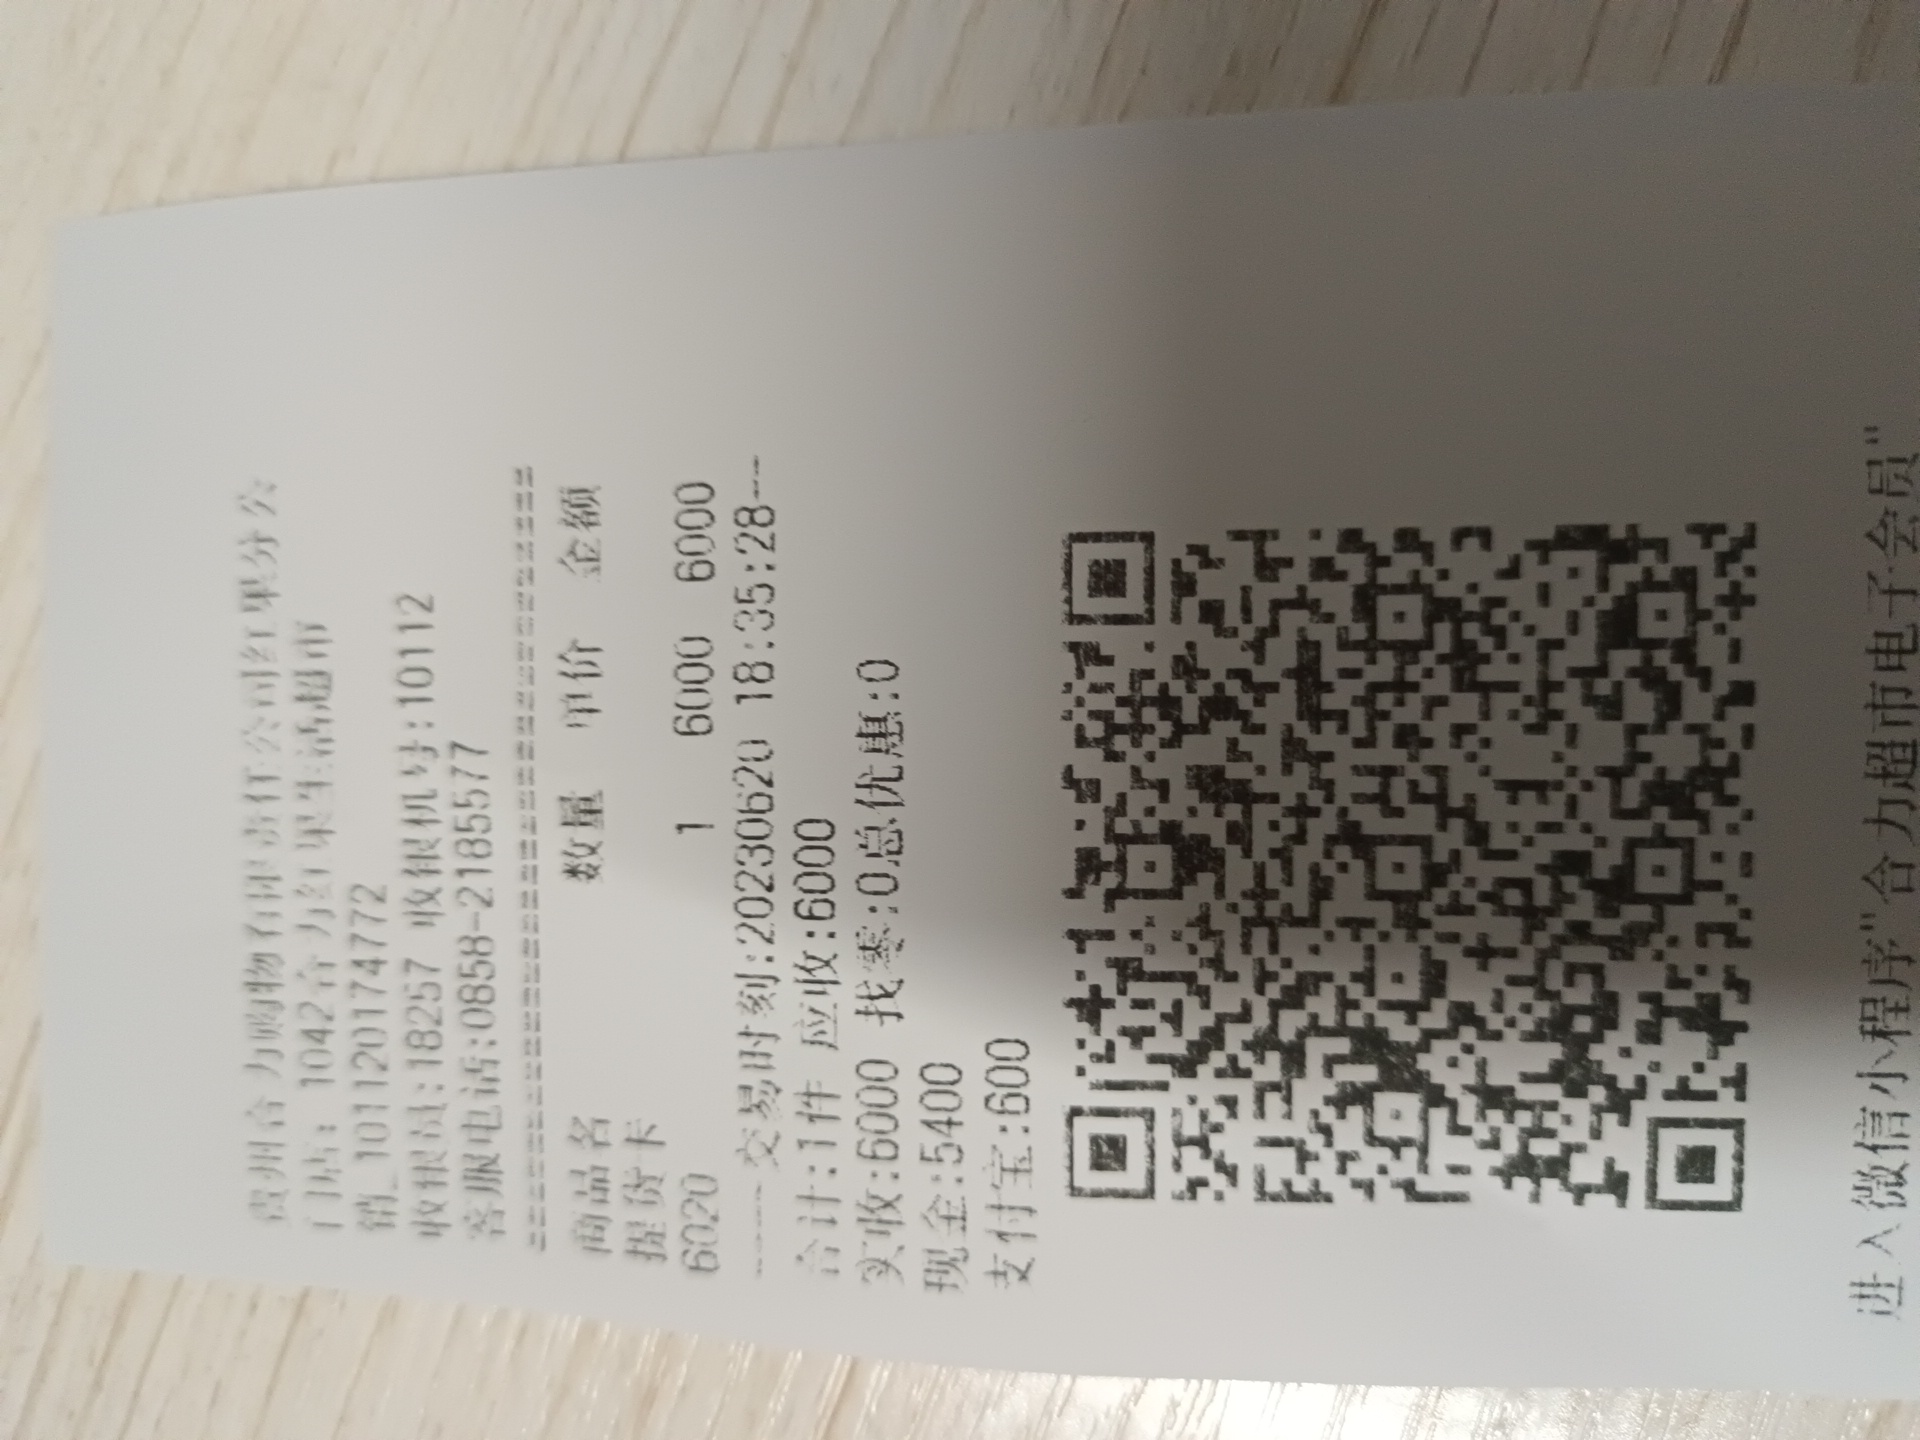 贵州合力购物有限责任公司红果分公
门店: 1042合力红果生活超市
销_101120174772
收银员:18257 收银机号:10112
客服电话:0858-2185577
================================
商品名 数量 单价 金额
提货卡
6020 1 6000 6000
----交易时刻:20230620 18:35:28---
合计:1件 应收:6000
实收:6000 找零:0总优惠:0
现金:5400
支付宝:600
进入微信小程序"合力超市电子会员"